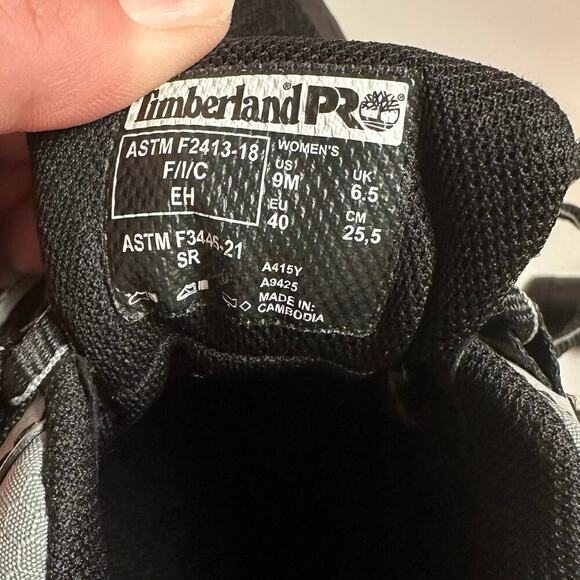 Timberland® PRO®
ASTM F2413-18
F/I/C
EH
ASTM F3445-21
SR
WOMEN'S
US
9M
UK
6.5
EU
40
CM
25,5
A415Y
A9425
MADE IN:
CAMBODIA